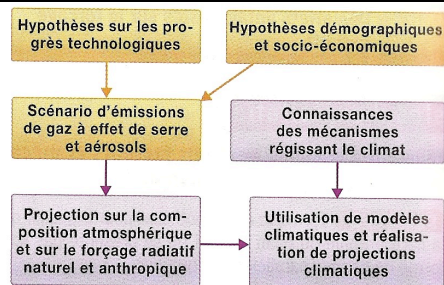 Hypothèses sur les pro-
grès technologiques
Hypothèses démographiques
et socio-économiques
Scénario d'émissions
de gaz à effet de serre
et aérosols
Connaissances
des mécanismes
régissant le climat
Projection sur la com-
position atmosphérique
et sur le forçage radiatif
naturel et anthropique
Utilisation de modèles
climatiques et réalisa-
tion de projections
climatiques